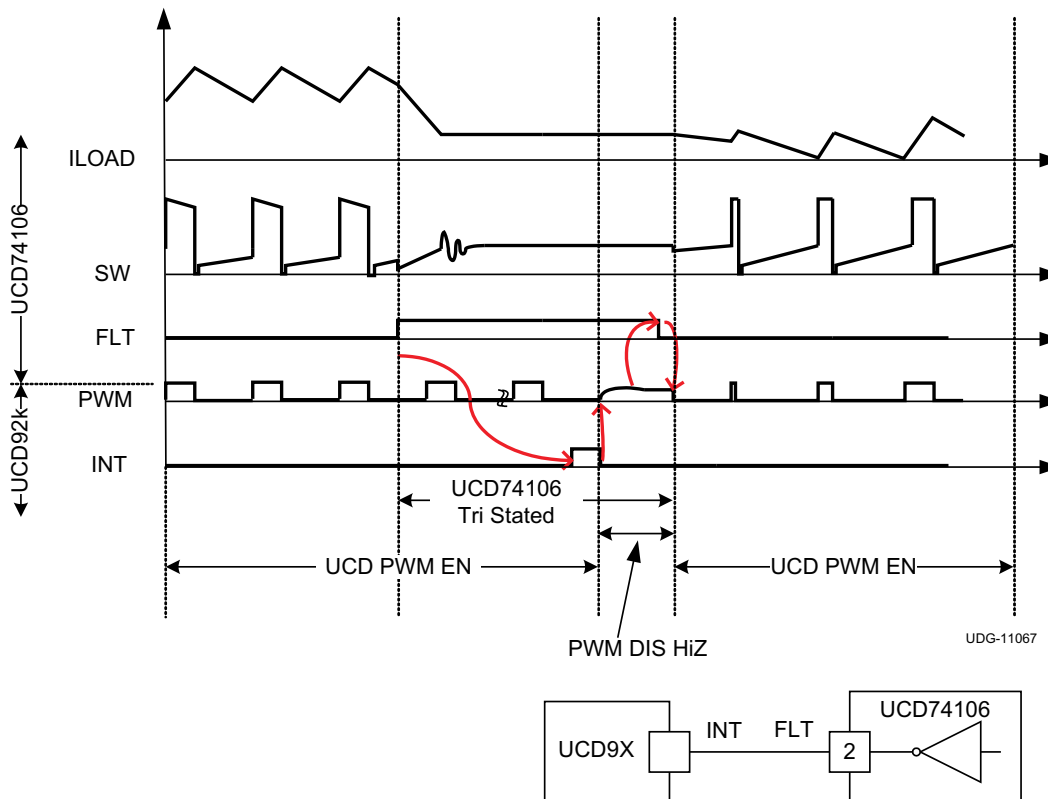 ILOAD
UCD74106
SW
FLT
PWM
UCD92k
INT
UCD74106
Tri Stated
UCD PWM EN
UCD PWM EN
PWM DIS HiZ
UDG-11067
UCD9X
INT
FLT
UCD74106
2